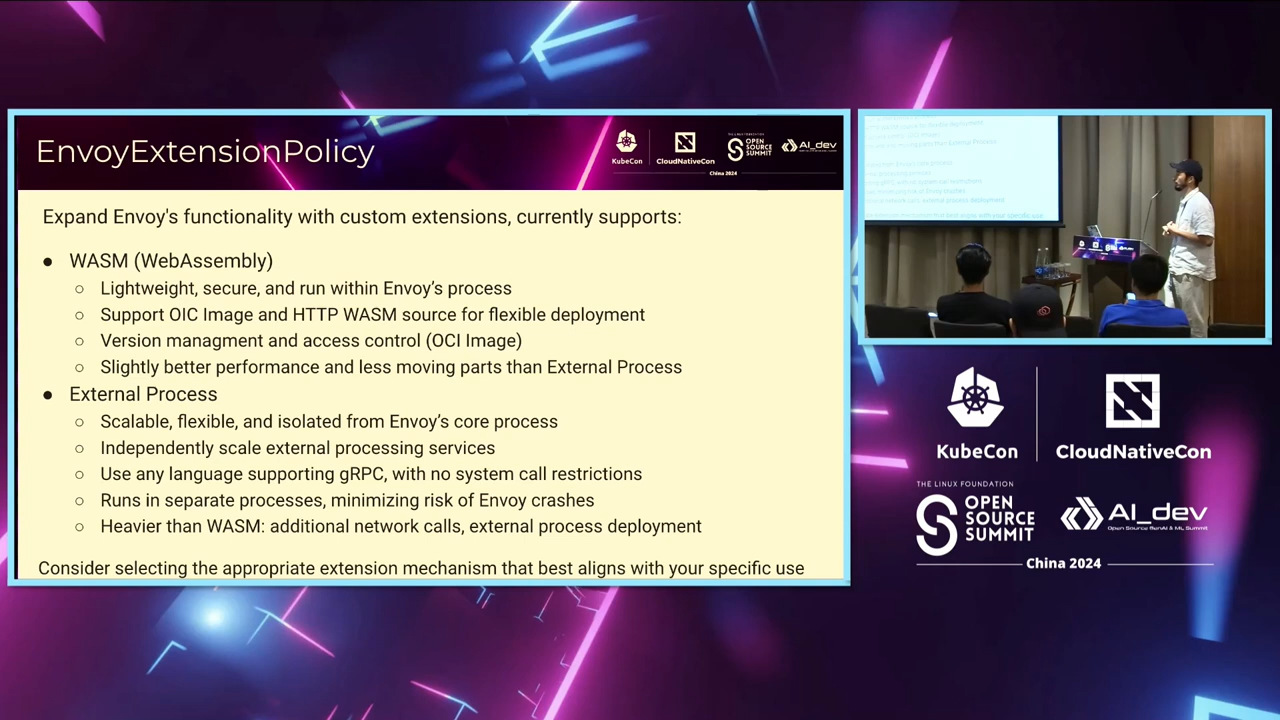 EnvoyExtensionPolicy
KubeCon
CloudNativeCon
THE LINUX FOUNDATION
OPEN
SOURCE
SUMMIT
AI_dev
China 2024
Expand Envoy's functionality with custom extensions, currently supports:
● WASM (WebAssembly)
○ Lightweight, secure, and run within Envoy's process
○ Support OIC Image and HTTP WASM source for flexible deployment
○ Version managment and access control (OCI Image)
○ Slightly better performance and less moving parts than External Process
● External Process
○ Scalable, flexible, and isolated from Envoy's core process
○ Independently scale external processing services
○ Use any language supporting gRPC, with no system call restrictions
○ Runs in separate processes, minimizing risk of Envoy crashes
○ Heavier than WASM: additional network calls, external process deployment
Consider selecting the appropriate extension mechanism that best aligns with your specific use
KubeCon
CloudNativeCon
THE LINUX FOUNDATION
OPEN
SOURCE
SUMMIT
AI_dev
Open Source GenAI & ML Summit
China 2024